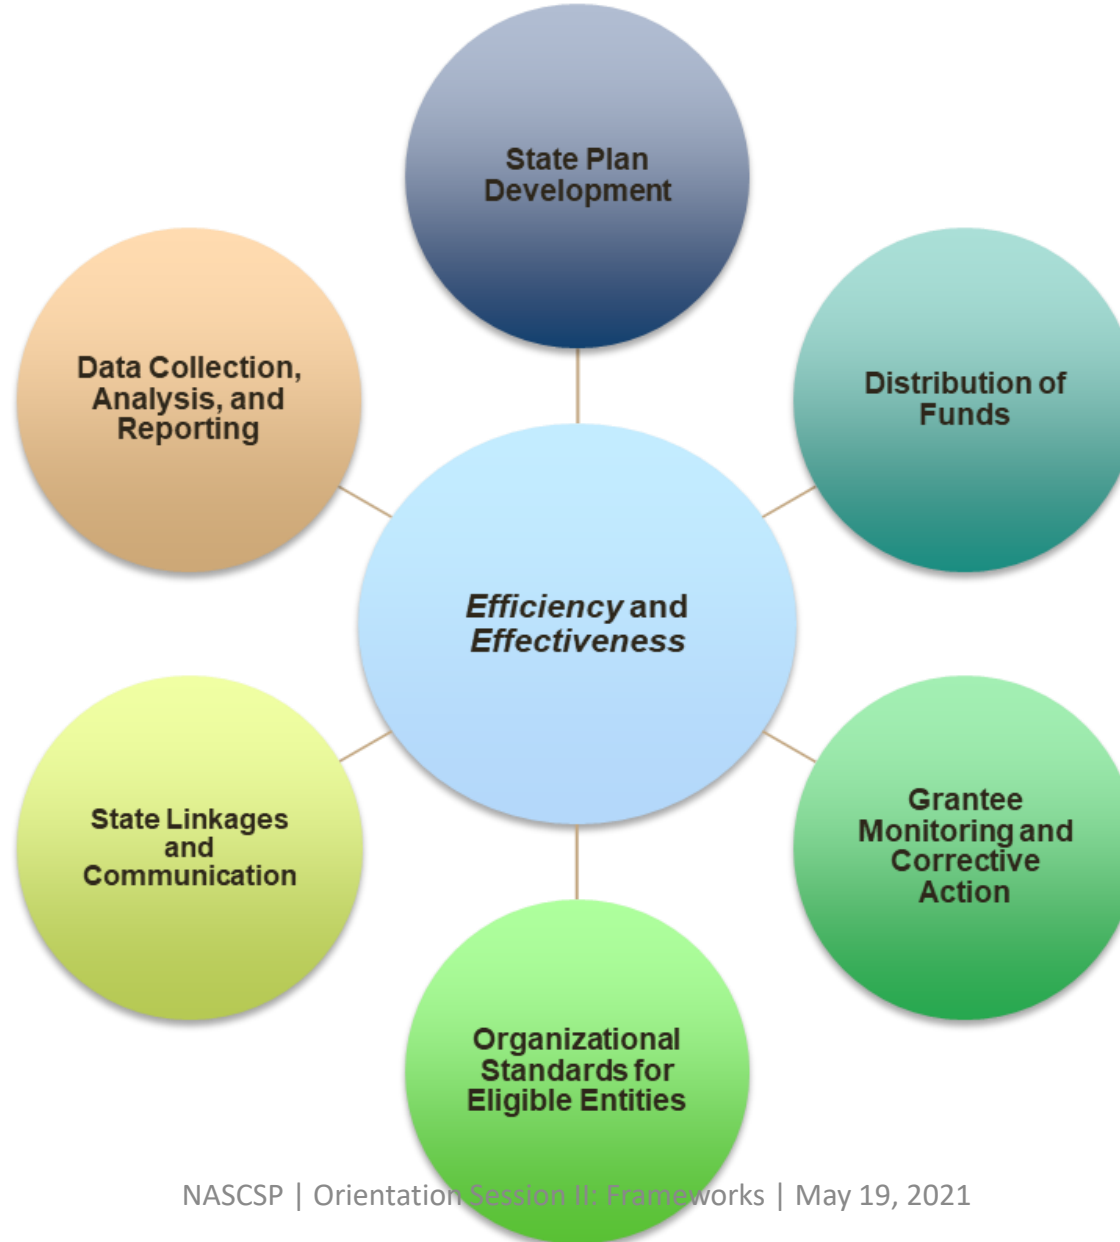 State Plan
Development
Distribution of
Funds
Grantee
Monitoring and
Corrective
Action
Organizational
Standards for
Eligible Entities
State Linkages
and
Communication
Data Collection,
Analysis, and
Reporting
Efficiency and
Effectiveness
NASCSP | Orientation Session II: Frameworks | May 19, 2021